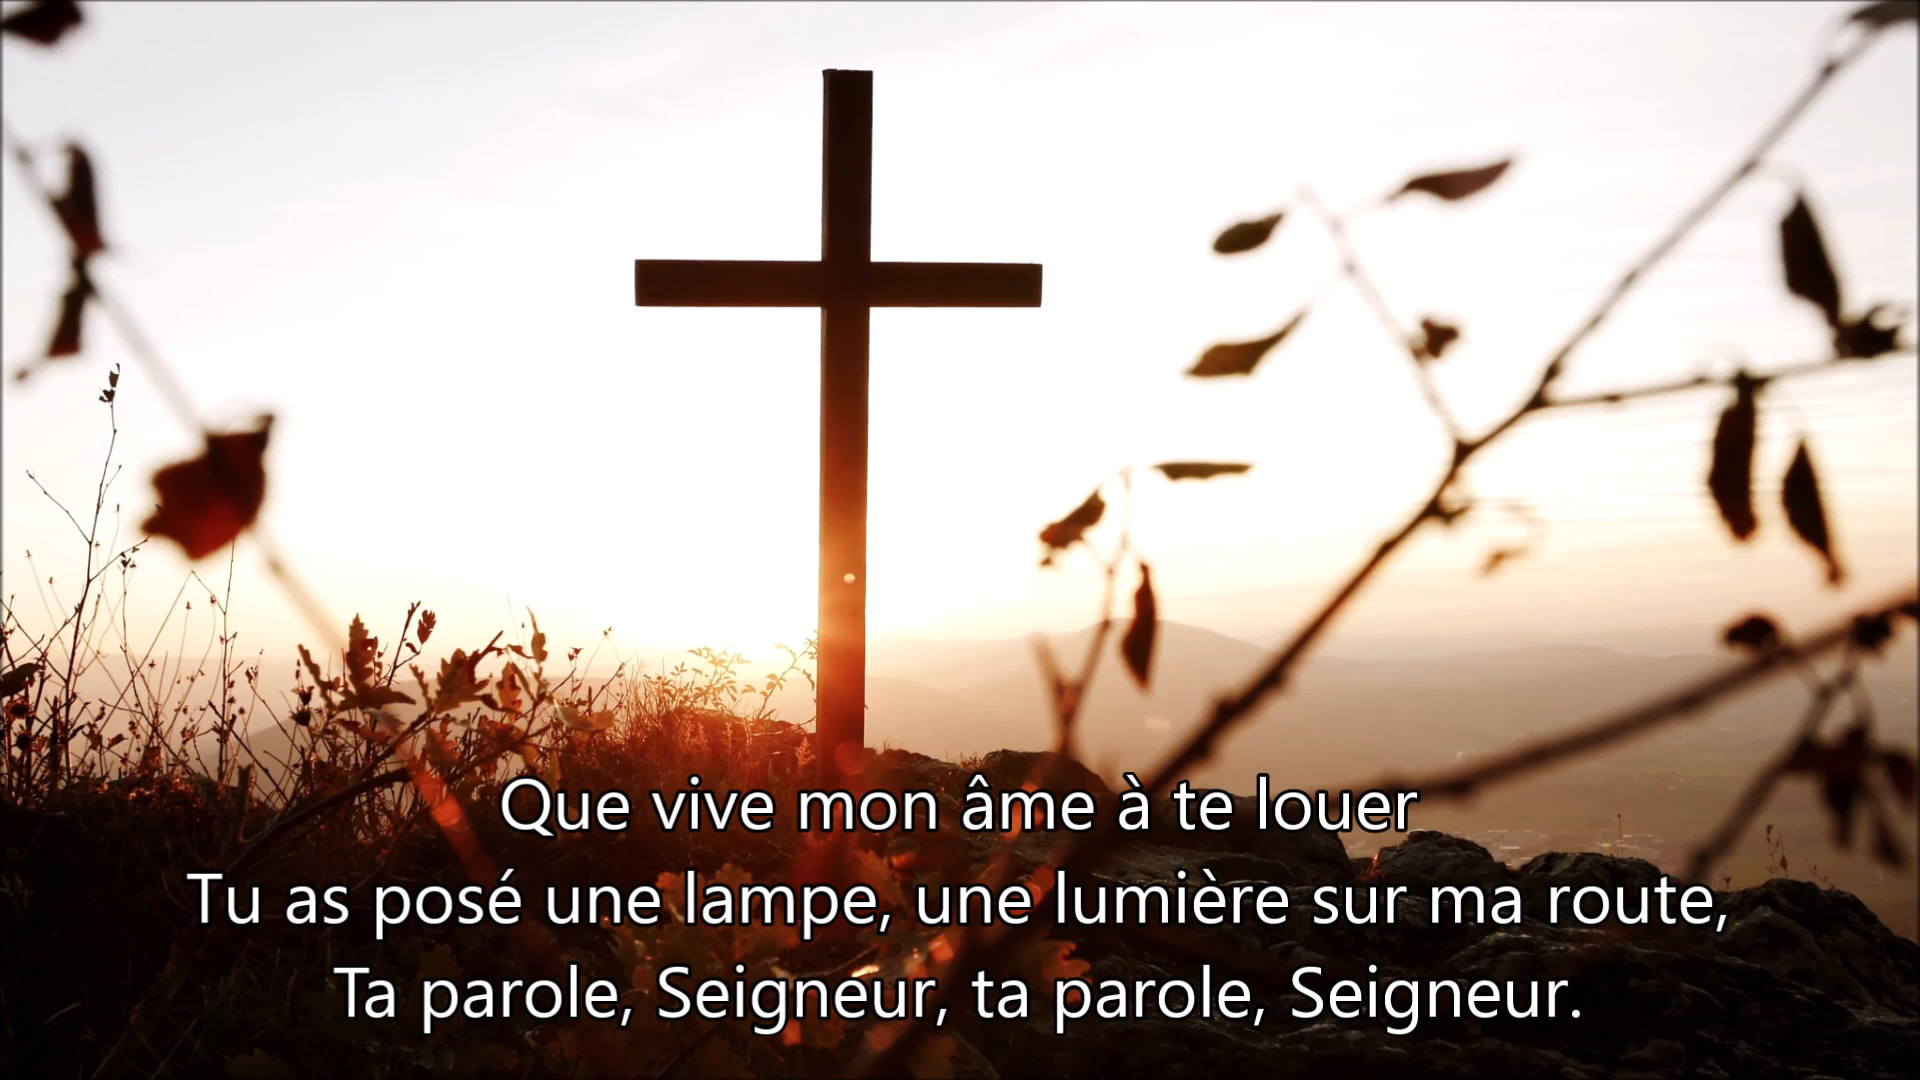 Que vive mon âme à te louer
Tu as posé une lampe, une lumière sur ma route,
Ta parole, Seigneur, ta parole, Seigneur.